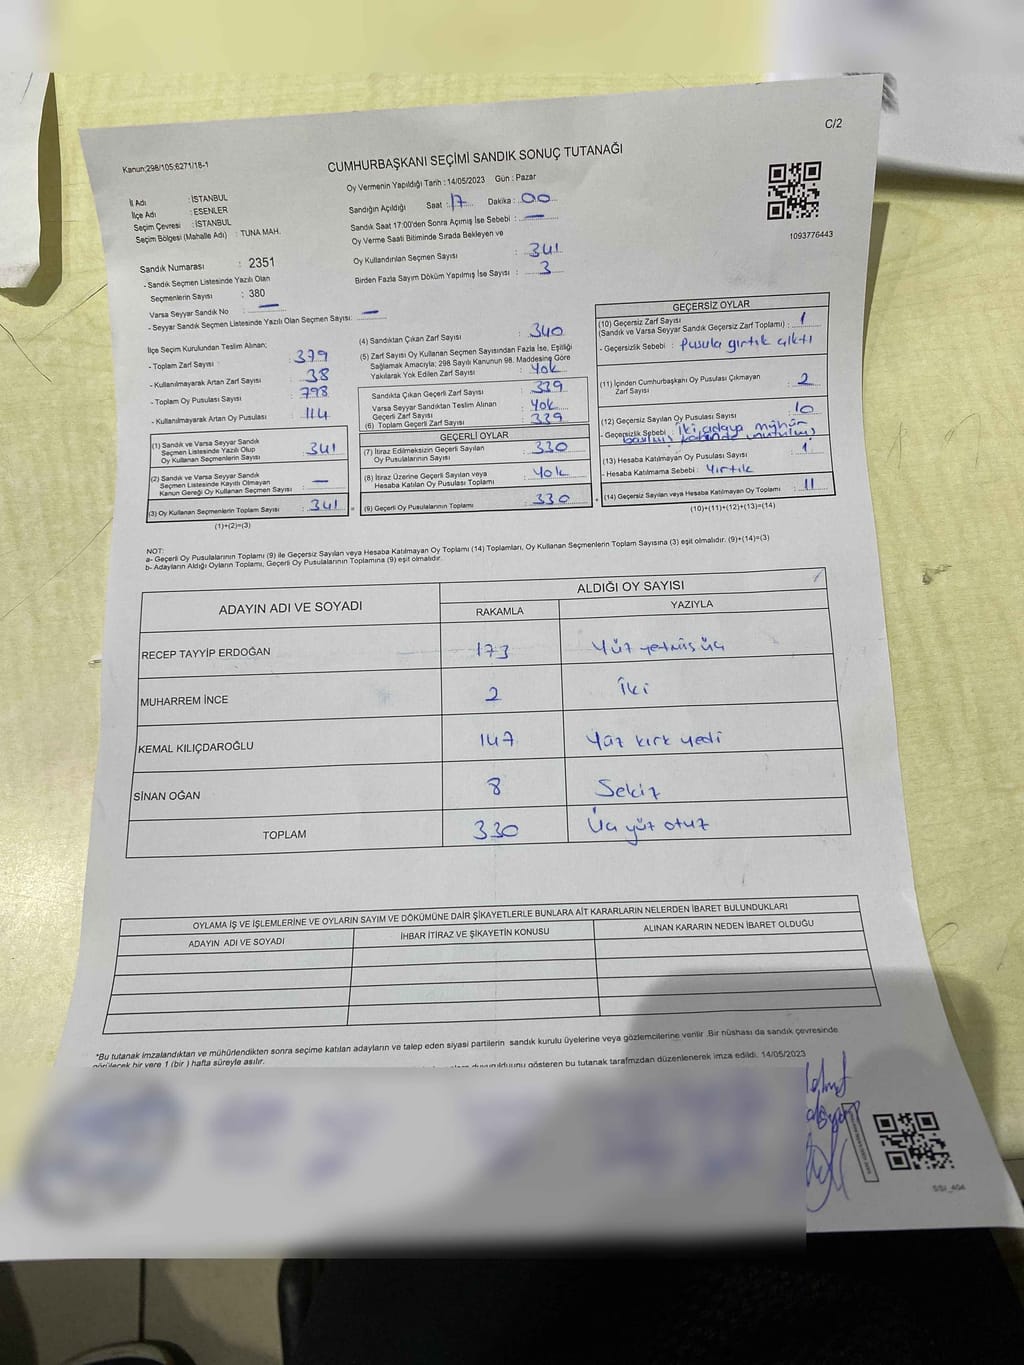 C/2
Kanun;298/105;6271/18-1
CUMHURBAŞKANI SEÇİMİ SANDIK SONUÇ TUTANAĞI
Oy Vermenin Yapıldığı Tarih : 14/05/2023 Gün : Pazar
İl Adı : İSTANBUL
İlçe Adı : ESENLER
Seçim Çevresi : İSTANBUL
Seçim Bölgesi (Mahalle Adı) : TUNA MAH.
Sandığın Açıldığı Saat : 17 Dakika : 00
Sandık Saat 17:00'den Sonra Açımış İse Sebebi : —
Oy Verme Saati Bitiminde Sırada Bekleyen ve
Oy Kullandırılan Seçmen Sayısı : 341
Birden Fazla Sayım Döküm Yapılmış İse Sayısı : 3
1093776443
Sandık Numarası : 2351
- Sandık Seçmen Listesinde Yazılı Olan
Seçmenlerin Sayısı : 380
Varsa Seyyar Sandık No : —
- Seyyar Sandık Seçmen Listesinde Yazılı Olan Seçmen Sayısı: —
İlçe Seçim Kurulundan Teslim Alınan;
- Toplam Zarf Sayısı : 379
- Kullanılmayarak Artan Zarf Sayısı : 38
- Toplam Oy Pusulası Sayısı : 798
- Kullanılmayarak Artan Oy Pusulası : 114
(1) Sandık ve Varsa Seyyar Sandık
Seçmen Listesinde Yazılı Olup
Oy Kullanan Seçmenlerin Sayısı : 341
(2) Sandık ve Varsa Seyyar Sandık
Seçmen Listesinde Kayıtlı Olmayan
Kanun Gereği Oy Kullanan Seçmen Sayısı : —
(3) Oy Kullanan Seçmenlerin Toplam Sayısı : 341
(1)+(2)=(3)
(4) Sandıktan Çıkan Zarf Sayısı : 340
(5) Zarf Sayısı Oy Kullanan Seçmen Sayısından Fazla İse, Eşitliği
Sağlamak Amacıyla; 298 Sayılı Kanunun 98. Maddesine Göre
Yakılarak Yok Edilen Zarf Sayısı : Yok
Sandıkta Çıkan Geçerli Zarf Sayısı : 339
Varsa Seyyar Sandıktan Teslim Alınan
Geçerli Zarf Sayısı : Yok
(6) Toplam Geçerli Zarf Sayısı : 339
GEÇERLİ OYLAR
(7) İtiraz Edilmeksizin Geçerli Sayılan
Oy Pusulalarının Sayısı : 330
(8) İtiraz Üzerine Geçerli Sayılan veya
Hesaba Katılan Oy Pusulası Toplamı : Yok
(9) Geçerli Oy Pusulalarının Toplamı : 330
GEÇERSİZ OYLAR
(10) Geçersiz Zarf Sayısı
(Sandık ve Varsa Seyyar Sandık Geçersiz Zarf Toplamı) : 1
- Geçersizlik Sebebi : Pusula yırtık çıktı
(11) İçinden Cumhurbaşkanı Oy Pusulası Çıkmayan
Zarf Sayısı : 2
(12) Geçersiz Sayılan Oy Pusulası Sayısı : 10
- Geçersizlik Sebebi : İki adaya mühür
basılmış kabinde unutulmuş
(13) Hesaba Katılmayan Oy Pusulası Sayısı : 1
- Hesaba Katılmama Sebebi : Yırtık
(14) Geçersiz Sayılan veya Hesaba Katılmayan Oy Toplamı : 11
(10)+(11)+(12)+(13)=(14)
NOT:
a- Geçerli Oy Pusulalarının Toplamı (9) ile Geçersiz Sayılan veya Hesaba Katılmayan Oy Toplamı (14) Toplamları, Oy Kullanan Seçmenlerin Toplam Sayısına (3) eşit olmalıdır. (9)+(14)=(3)
b- Adayların Aldığı Oyların Toplamı, Geçerli Oy Pusulalarının Toplamına (9) eşit olmalıdır.
ADAYIN ADI VE SOYADI ALDIĞI OY SAYISI
RAKAMLA YAZIYLA
RECEP TAYYİP ERDOĞAN 173 Yüz yetmiş üç
MUHARREM İNCE 2 İki
KEMAL KILIÇDAROĞLU 147 Yüz kırk yedi
SİNAN OĞAN 8 Sekiz
TOPLAM 330 Üç yüz otuz
OYLAMA İŞ VE İŞLEMLERİNE VE OYLARIN SAYIM VE DÖKÜMÜNE DAİR ŞİKAYETLERLE BUNLARA AİT KARARLARIN NELERDEN İBARET BULUNDUKLARI
ADAYIN ADI VE SOYADI İHBAR İTİRAZ VE ŞİKAYETİN KONUSU ALINAN KARARIN NEDEN İBARET OLDUĞU
*Bu tutanak imzalandıktan ve mühürlendikten sonra seçime katılan adayların ve talep eden siyasi partilerin sandık kurulu üyelerine veya gözlemcilerine verilir .Bir nüshası da sandık çevresinde
görülecek bir yere 1 (bir ) hafta süreyle asılır.
duyurulduunu gösteren bu tutanak tarafmzdan düzenlenerek imza edildi. 14/05/2023